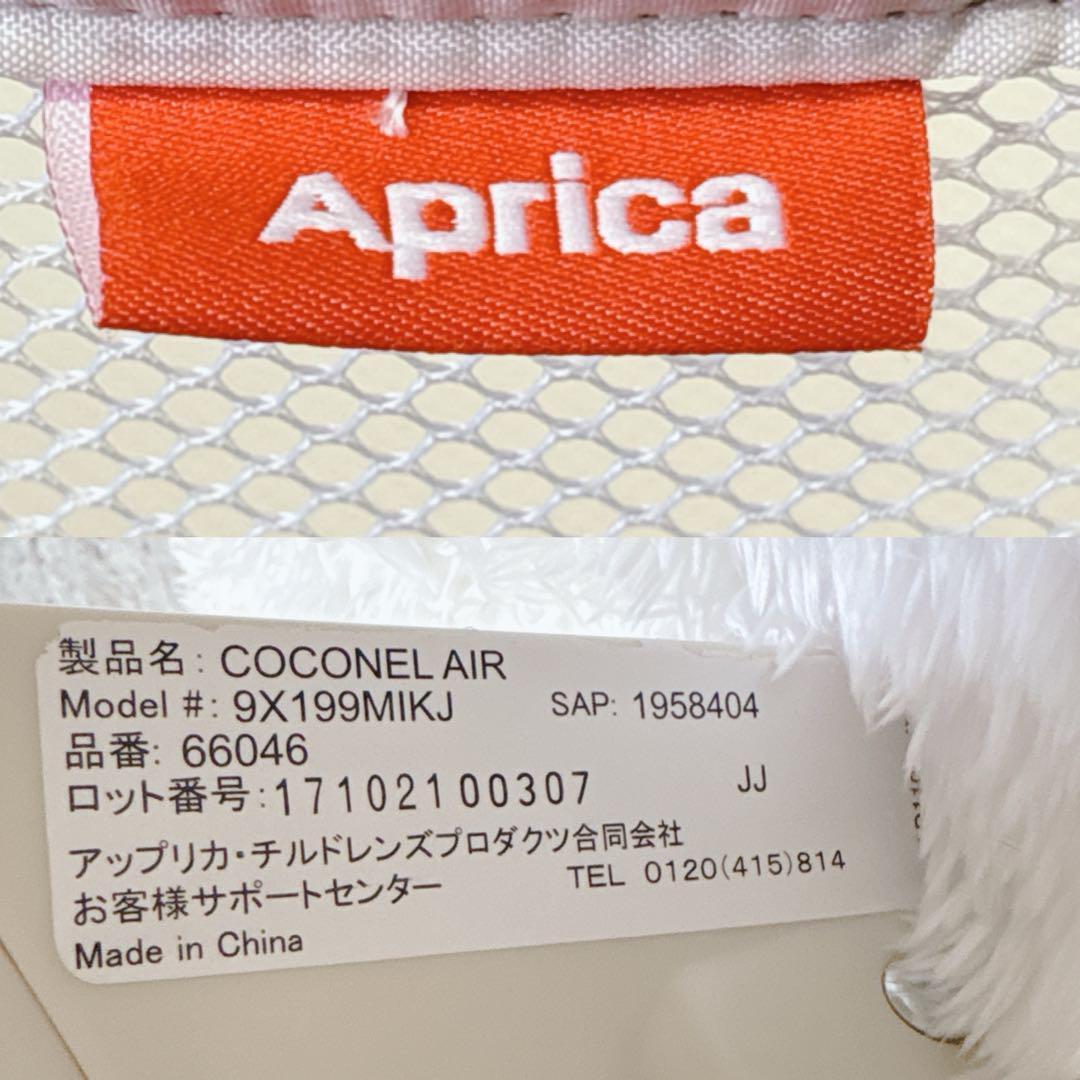 Aprica
製品名: COCONEL AIR
Model #: 9X199MIKJ SAP: 1958404
品番: 66046
ロット番号:17102100307 JJ
アップリカ・チルドレンズプロダクツ合同会社
お客様サポートセンター TEL 0120(415)814
Made in China